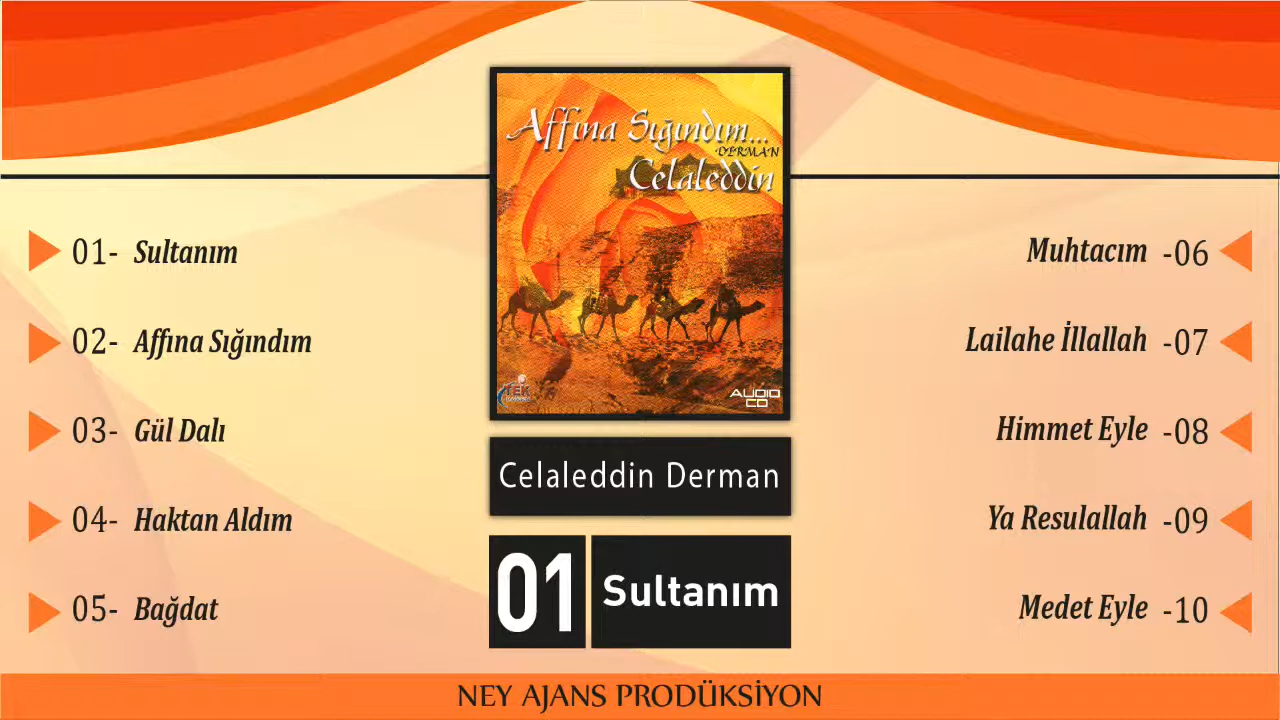 Affına Sığındım...
DERMAN
Celaleddin
TEK
AUDIO
CD
01- Sultanım
02- Affına Sığındım
03- Gül Dalı
04- Haktan Aldım
05- Bağdat
Muhtacım -06
Lailahe İllallah -07
Himmet Eyle -08
Ya Resulallah -09
Medet Eyle -10
Celaleddin Derman
01 Sultanım
NEY AJANS PRODÜKSİYON